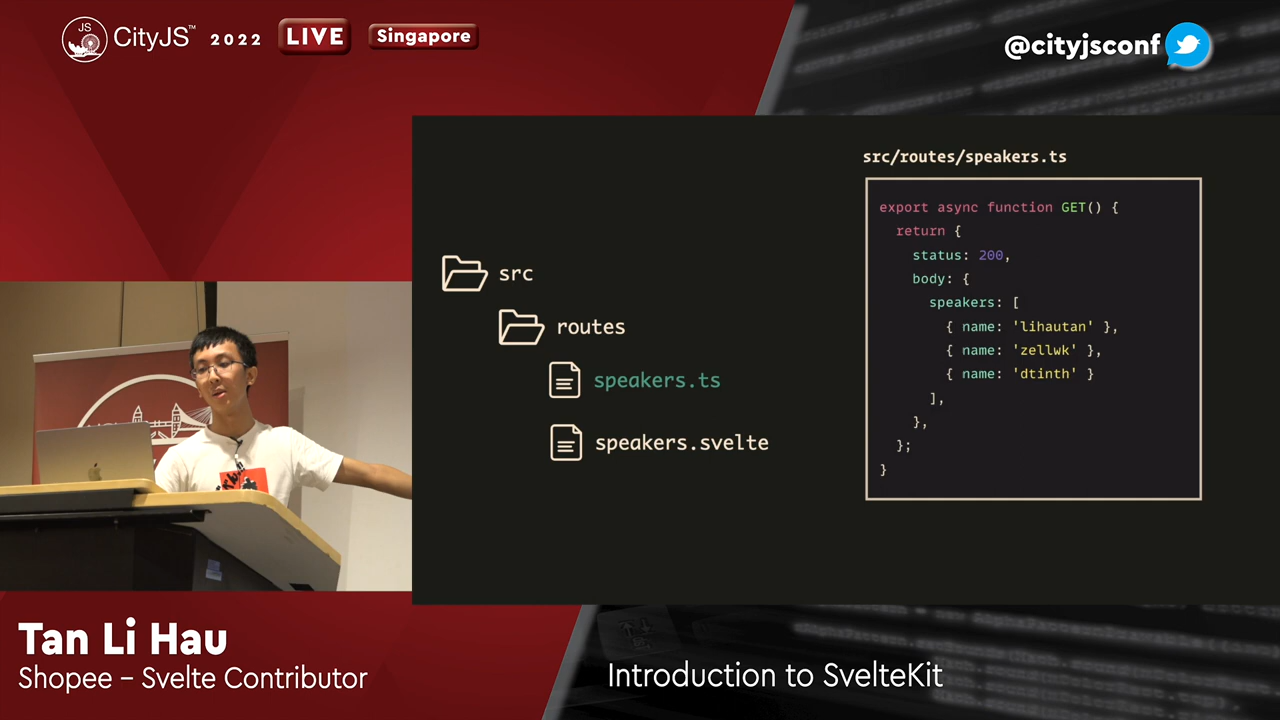 JS
CityJS™ 2022 LIVE Singapore
@cityjsconf
src/routes/speakers.ts
export async function GET() {
return {
status: 200,
body: {
speakers: [
{ name: 'lihautan' },
{ name: 'zellwk' },
{ name: 'dtinth' }
],
},
};
}
src
routes
speakers.ts
speakers.svelte
Tan Li Hau
Shopee – Svelte Contributor
Introduction to SvelteKit